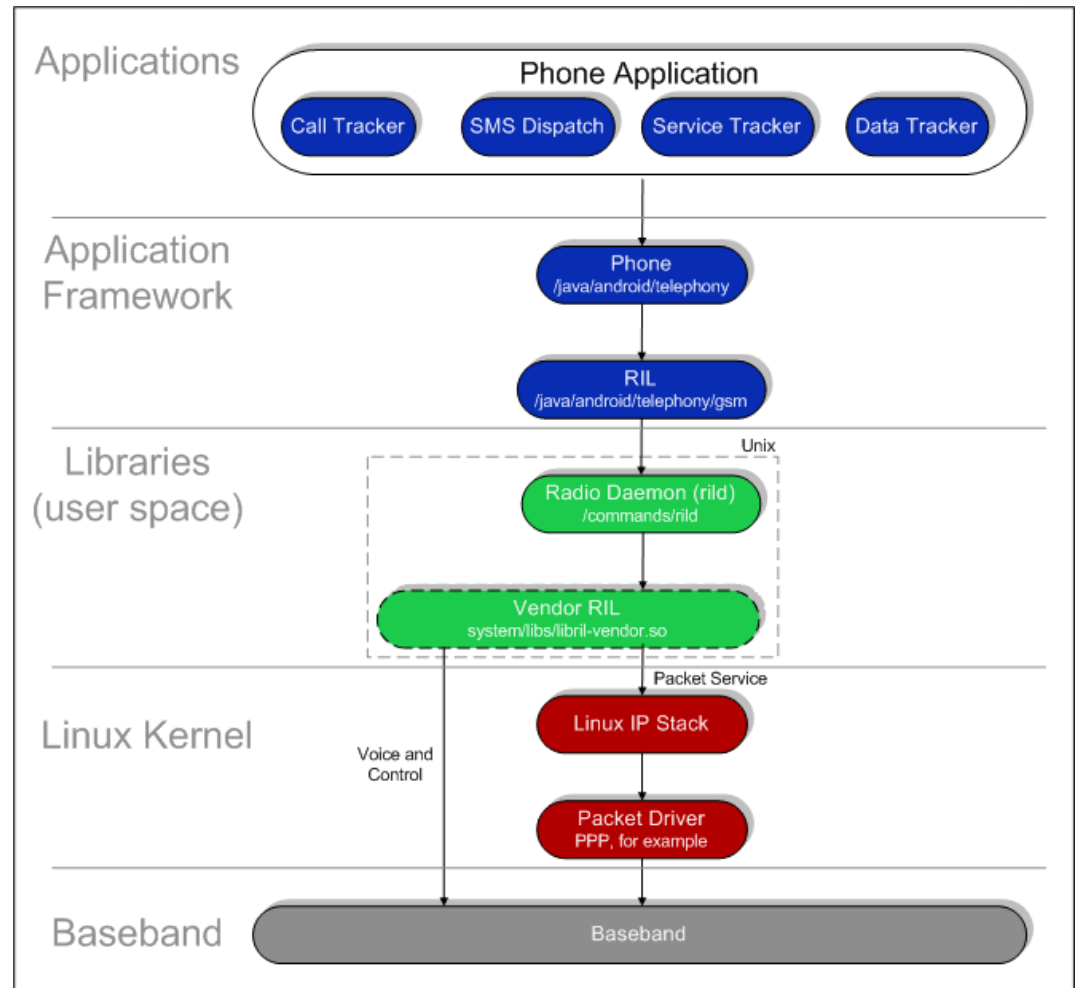 Applications
Phone Application
Call Tracker
SMS Dispatch
Service Tracker
Data Tracker
Application
Framework
Phone
/java/android/telephony
RIL
/java/android/telephony/gsm
Libraries
(user space)
Unix
Radio Daemon (rild)
/commands/rild
Vendor RIL
system/libs/libril-vendor.so
Packet Service
Linux Kernel
Linux IP Stack
Voice and
Control
Packet Driver
PPP, for example
Baseband
Baseband